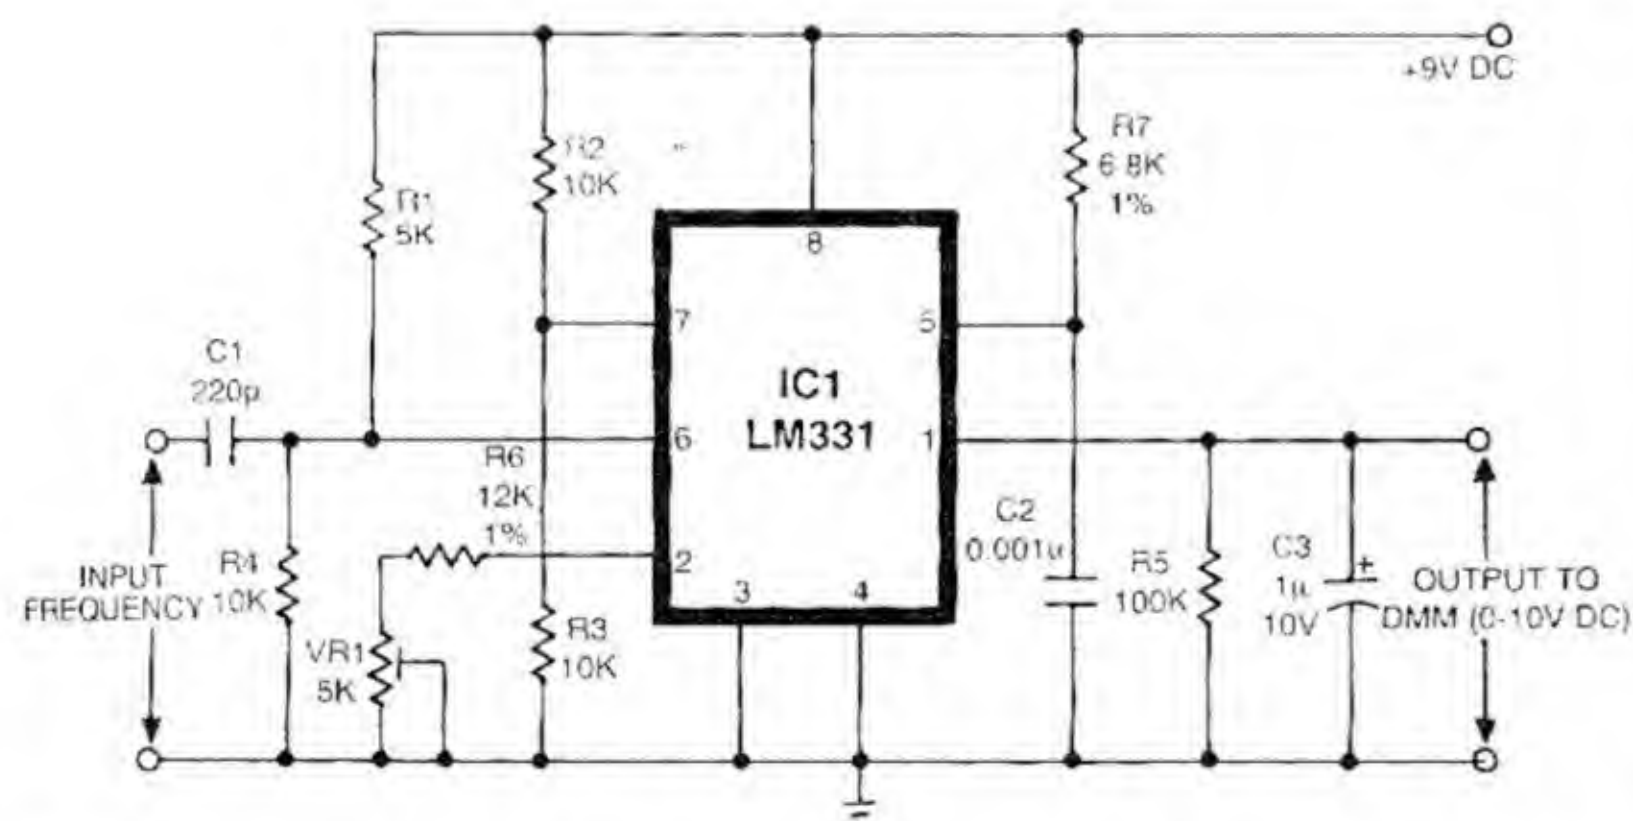 +9V DC
R7
6.8K
1%
R2
10K
R1
5K
8
7
5
C1
220p
IC1
LM331
6
1
R6
12K
1%
C2
0.001µ
2
R4
10K
INPUT
FREQUENCY
3
4
R5
100K
C3
1µ
10V
+
OUTPUT TO
DMM (0-10V DC)
VR1
5K
R3
10K